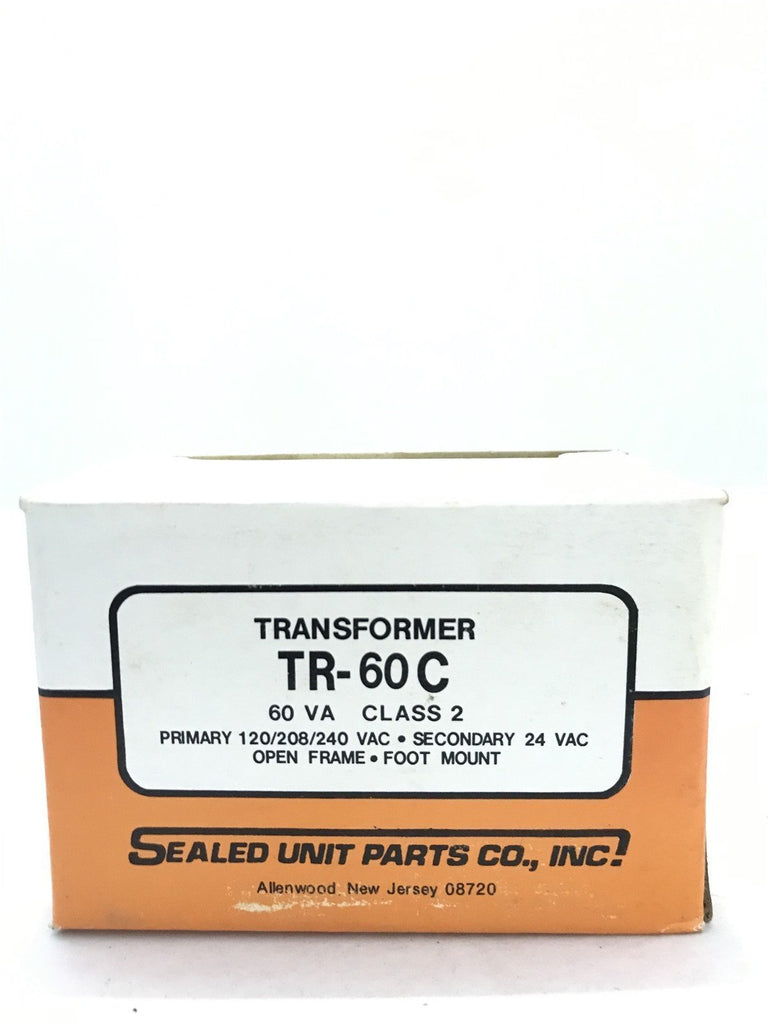 TRANSFORMER
TR-60C
60 VA CLASS 2
PRIMARY 120/208/240 VAC • SECONDARY 24 VAC
OPEN FRAME • FOOT MOUNT
SEALED UNIT PARTS CO., INC.
Allenwood, New Jersey 08720